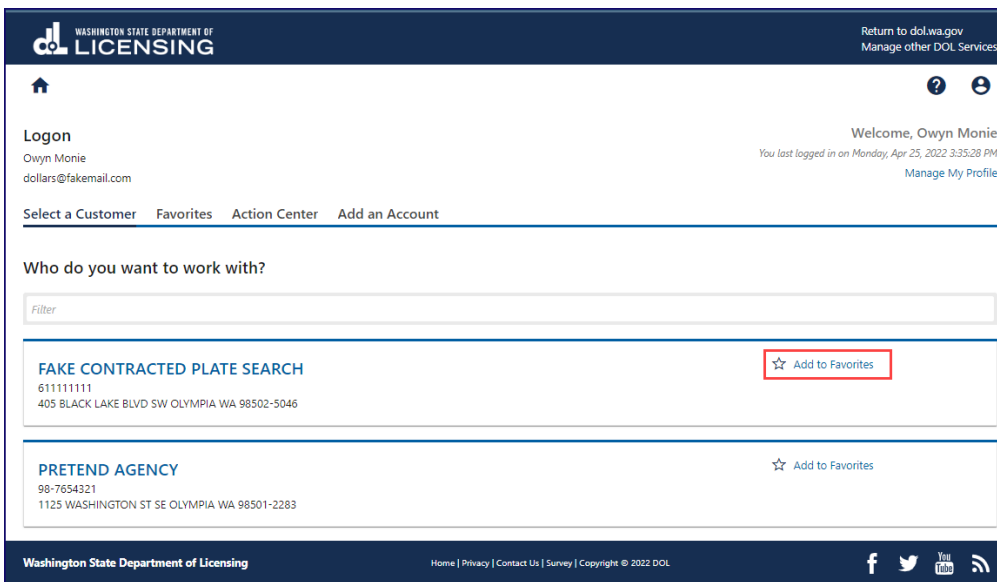 WASHINGTON STATE DEPARTMENT OF
LICENSING
Return to dol.wa.gov
Manage other DOL Services
Logon
Owyn Monie
dollars@fakemail.com
Welcome, Owyn Monie
You last logged in on Monday, Apr 25, 2022 3:35:28 PM
Manage My Profile
Select a Customer Favorites Action Center Add an Account
Who do you want to work with?
Filter
FAKE CONTRACTED PLATE SEARCH
611111111
405 BLACK LAKE BLVD SW OLYMPIA WA 98502-5046
Add to Favorites
PRETEND AGENCY
98-7654321
1125 WASHINGTON ST SE OLYMPIA WA 98501-2283
Add to Favorites
Washington State Department of Licensing
Home | Privacy | Contact Us | Survey | Copyright © 2022 DOL
You
Tube